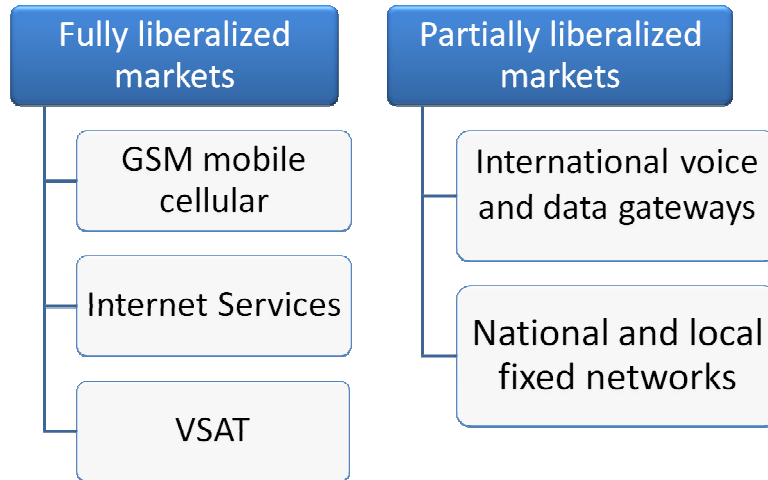 Fully liberalized
markets
GSM mobile
cellular
Internet Services
VSAT
Partially liberalized
markets
International voice
and data gateways
National and local
fixed networks